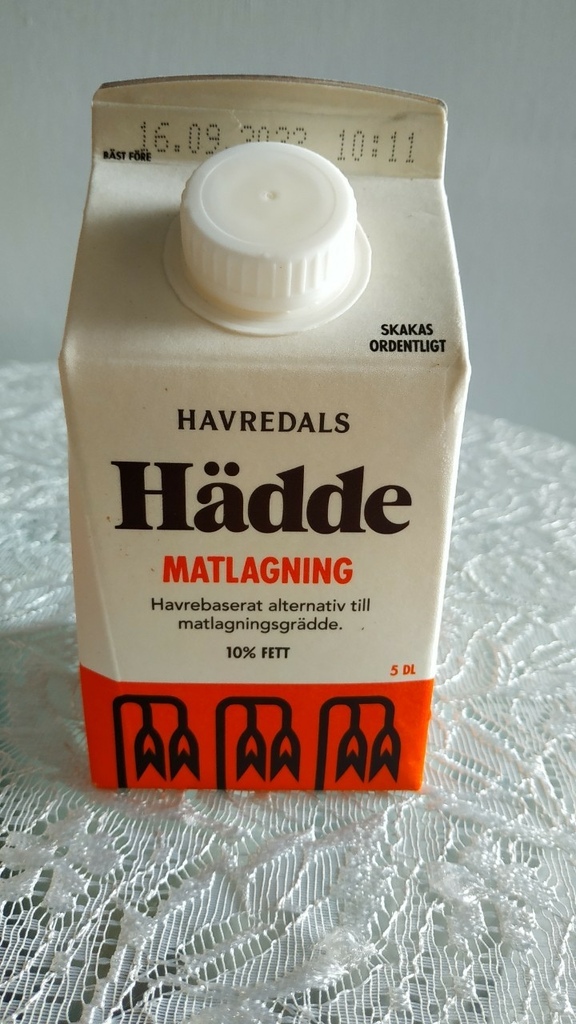 16.09.2022 10:11
BÄST FÖRE
SKAKAS
ORDENTLIGT
HAVREDALS
Hädde
MATLAGNING
Havrebaserat alternativ till
matlagningsgrädde.
10% FETT
5 DL